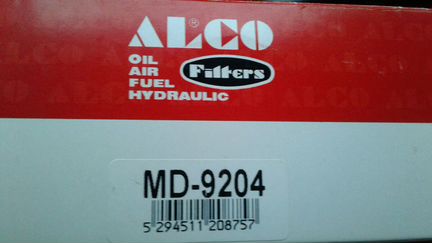 ALCO®
OIL
AIR
FUEL
HYDRAULIC
Filters
MD-9204
5 294511 208757